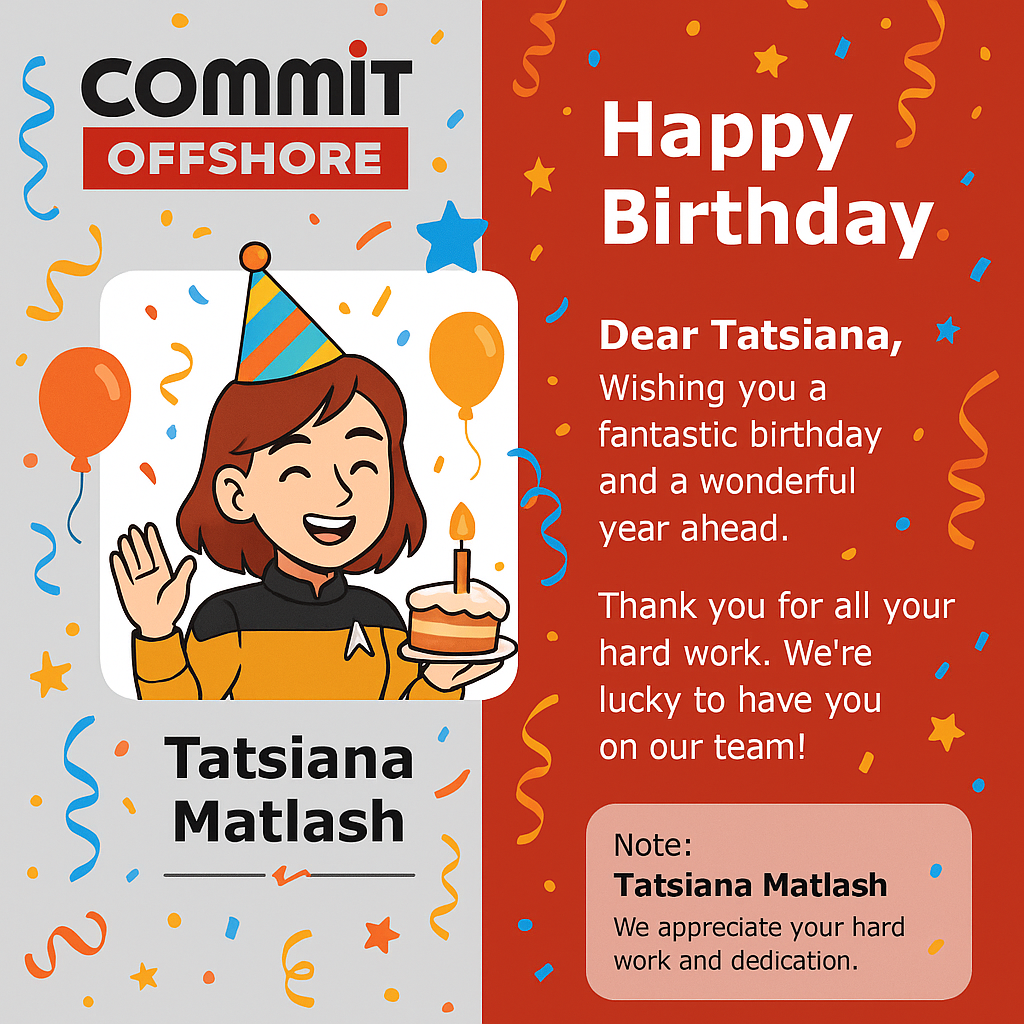 COMMIT
OFFSHORE
Tatsiana
Matlash
Happy
Birthday
Dear Tatsiana,
Wishing you a
fantastic birthday
and a wonderful
year ahead.
Thank you for all your
hard work. We're
lucky to have you
on our team!
Note:
Tatsiana Matlash
We appreciate your hard
work and dedication.